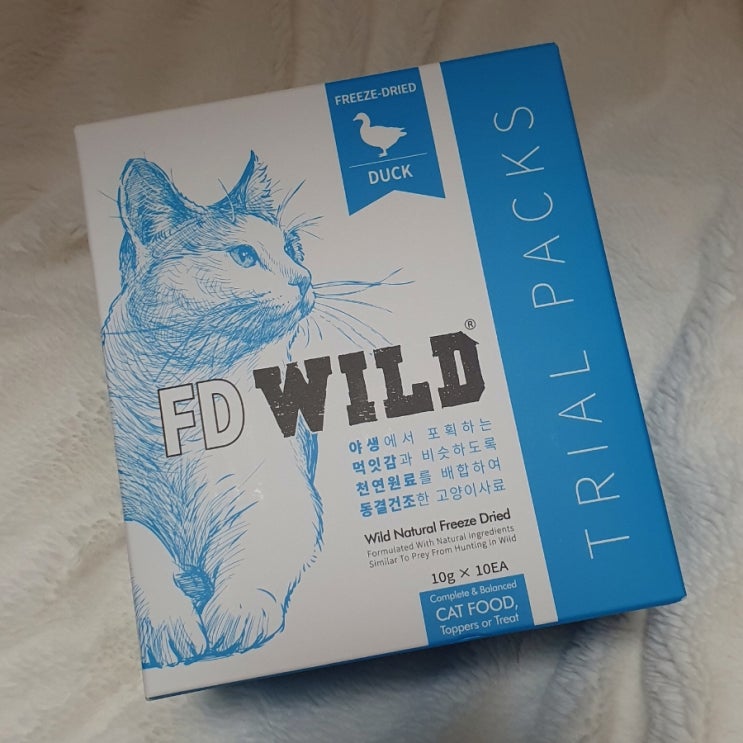 FREEZE-DRIED
DUCK
TRIAL PACKS
FD WILD®
야생에서 포획하는
먹잇감과 비슷하도록
천연원료를 배합하여
동결건조한 고양이사료
Wild Natural Freeze Dried
Formulated With Natural Ingredients
Similar To Prey From Hunting in Wild
10g × 10EA
Complete & Balanced
CAT FOOD,
Toppers or Treat